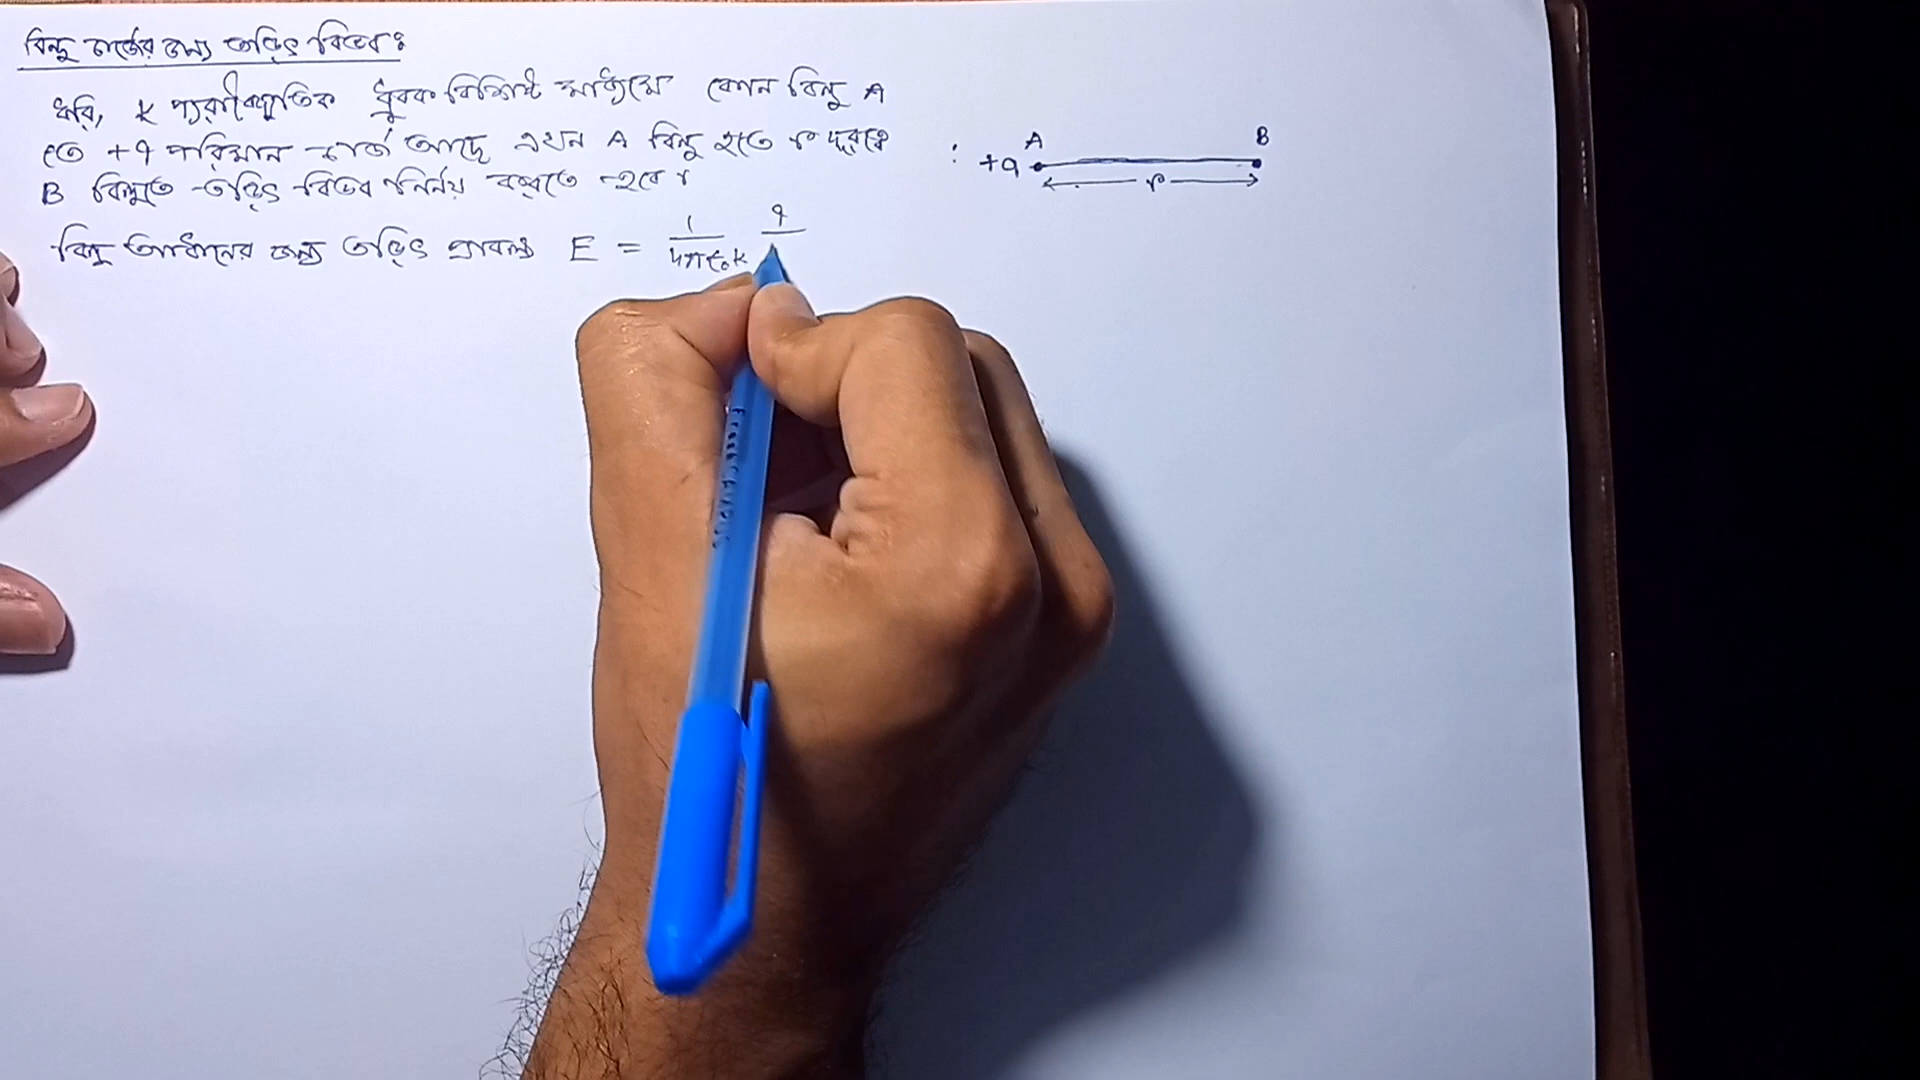 বিন্দু চার্জের জন্য তড়িৎ বিভবঃ
ধরি, K পরাবৈদ্যুতিক ধ্রুবক বিশিষ্ট মাধ্যমে কোন বিন্দু A
তে +q পরিমান চার্জ আছে এখন A বিন্দু হতে r দূরত্বে
B বিন্দুতে তড়িৎ বিভব নির্নয় করতে হবে।
A B
+q
r
বিন্দু আধানের জন্য তড়িৎ প্রাবল্য E = 1/4πε₀k q/